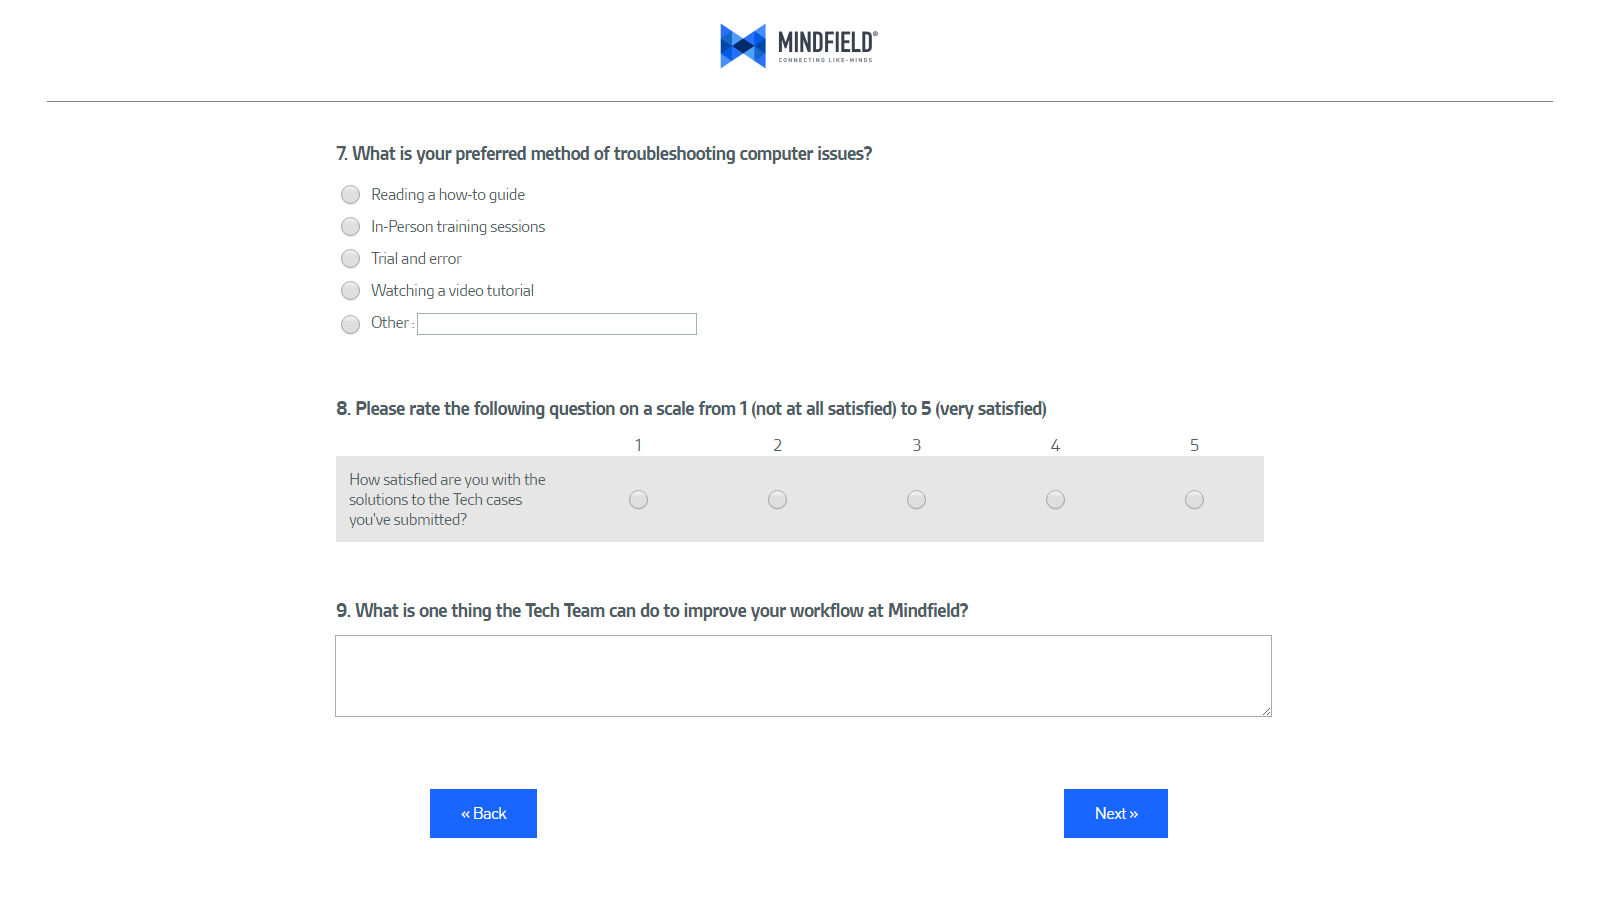 MINDFIELD®
CONNECTING LIKE-MINDS
7. What is your preferred method of troubleshooting computer issues?
Reading a how-to guide
In-Person training sessions
Trial and error
Watching a video tutorial
Other :
8. Please rate the following question on a scale from 1 (not at all satisfied) to 5 (very satisfied)
1 2 3 4 5
How satisfied are you with the
solutions to the Tech cases
you've submitted?
9. What is one thing the Tech Team can do to improve your workflow at Mindfield?
« Back
Next »